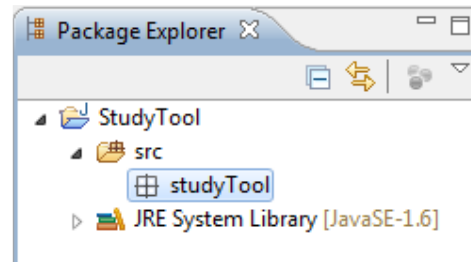 Package Explorer
StudyTool
src
studyTool
JRE System Library [JavaSE-1.6]